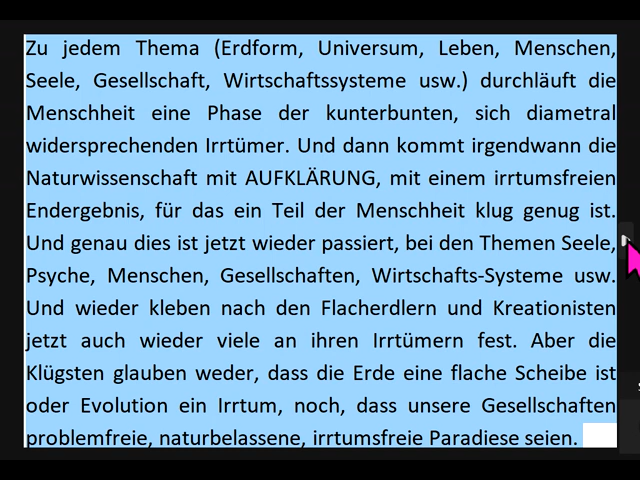 Zu jedem Thema (Erdform, Universum, Leben, Menschen,
Seele, Gesellschaft, Wirtschaftssysteme usw.) durchläuft die
Menschheit eine Phase der kunterbunten, sich diametral
widersprechenden Irrtümer. Und dann kommt irgendwann die
Naturwissenschaft mit AUFKLÄRUNG, mit einem irrtumsfreien
Endergebnis, für das ein Teil der Menschheit klug genug ist.
Und genau dies ist jetzt wieder passiert, bei den Themen Seele,
Psyche, Menschen, Gesellschaften, Wirtschafts-Systeme usw.
Und wieder kleben nach den Flacherdlern und Kreationisten
jetzt auch wieder viele an ihren Irrtümern fest. Aber die
Klügsten glauben weder, dass die Erde eine flache Scheibe ist
oder Evolution ein Irrtum, noch, dass unsere Gesellschaften
problemfreie, naturbelassene, irrtumsfreie Paradiese seien.